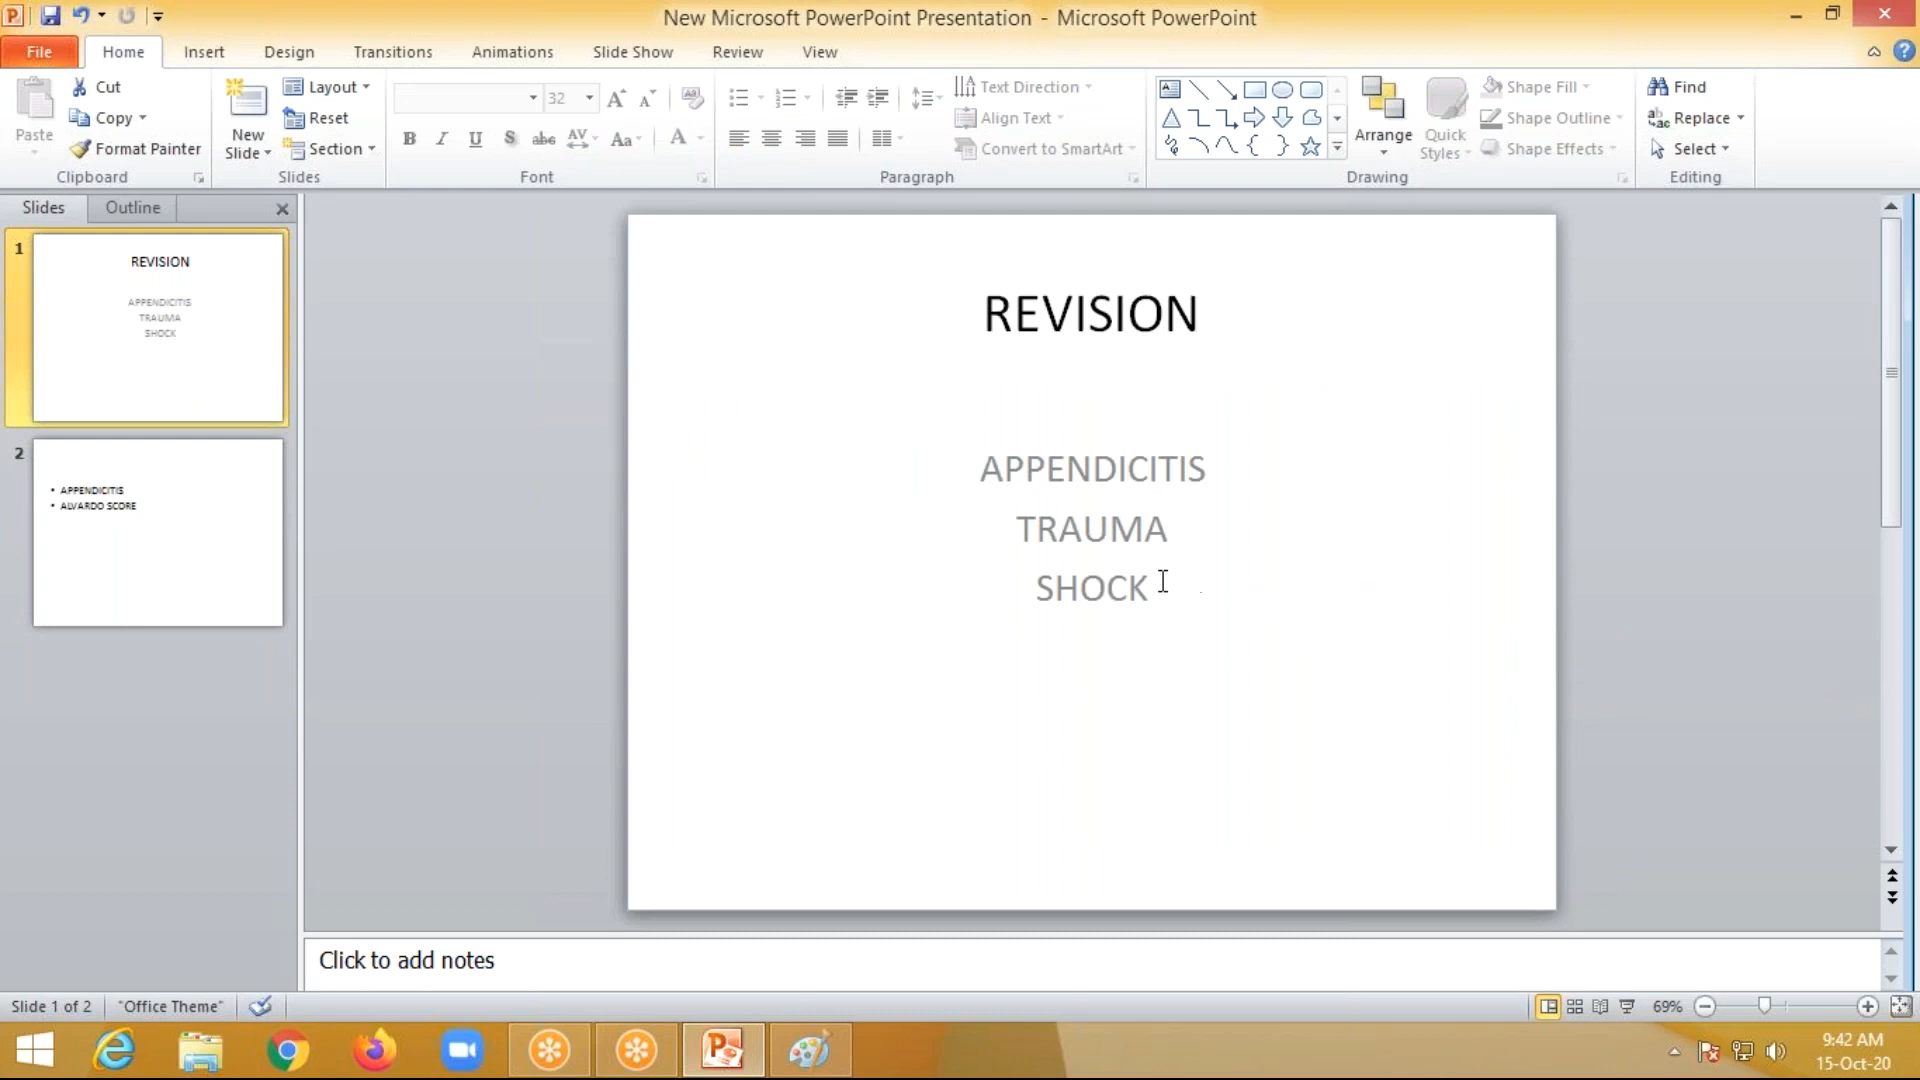 New Microsoft PowerPoint Presentation - Microsoft PowerPoint
File Home Insert Design Transitions Animations Slide Show Review View
Paste
Cut
Copy
Format Painter
Clipboard
New Slide
Layout
Reset
Section
Slides
32
Font
Text Direction
Align Text
Convert to SmartArt
Paragraph
Arrange
Quick Styles
Shape Fill
Shape Outline
Shape Effects
Drawing
Find
Replace
Select
Editing
Slides Outline
1
REVISION
APPENDICITIS
TRAUMA
SHOCK
2
• APPENDICITIS
• ALVARDO SCORE
REVISION
APPENDICITIS
TRAUMA
SHOCK
Click to add notes
Slide 1 of 2 "Office Theme" 69%
9:42 AM
15-Oct-20